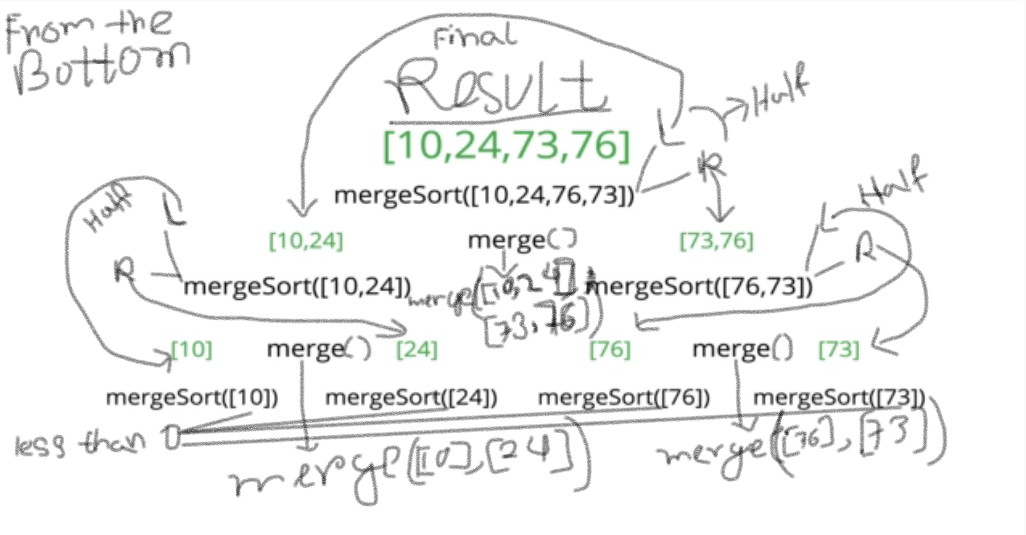 From the
Bottom
Final
Result
[10,24,73,76]
L
Half
R
mergeSort([10,24,76,73])
Half
L
R
[10,24]
merge()
[73,76]
Half
L
R
mergeSort([10,24])
merge([10,24]
[73,76])
mergeSort([76,73])
[10]
merge()
[24]
[76]
merge()
[73]
mergeSort([10])
mergeSort([24])
mergeSort([76])
mergeSort([73])
less than
merge([10],[24])
merge([76],[73])